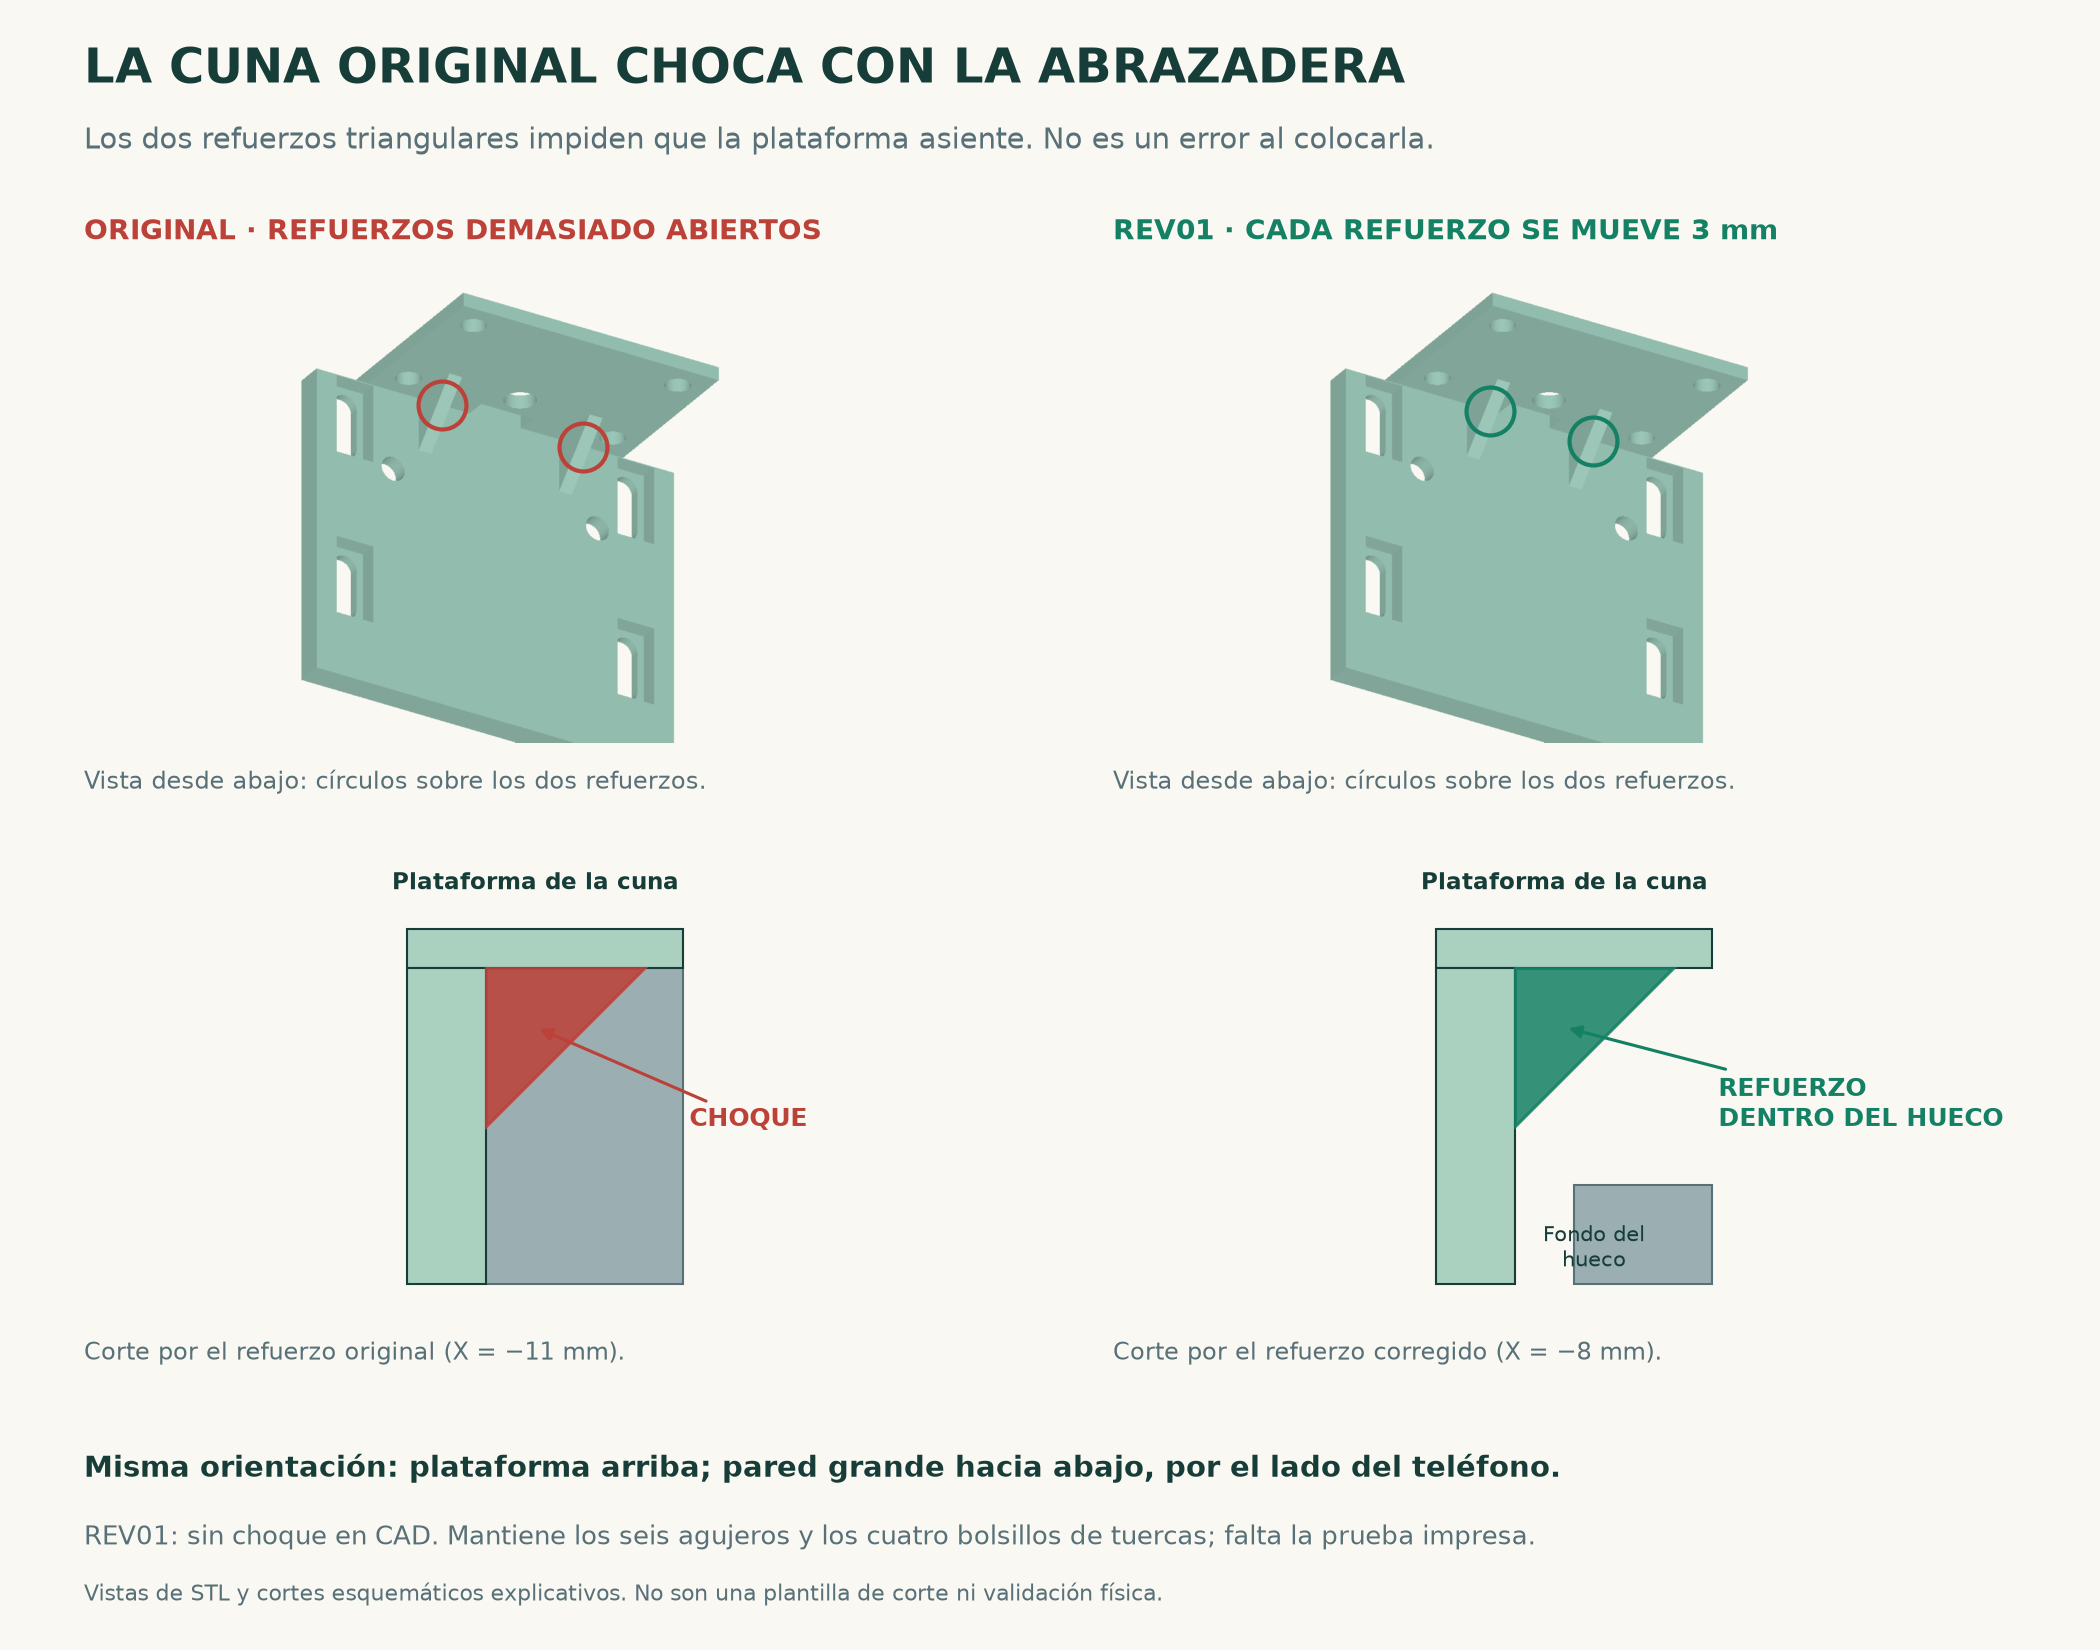 LA CUNA ORIGINAL CHOCA CON LA ABRAZADERA
Los dos refuerzos triangulares impiden que la plataforma asiente. No es un error al colocarla.
ORIGINAL · REFUERZOS DEMASIADO ABIERTOS
REV01 · CADA REFUERZO SE MUEVE 3 mm
Vista desde abajo: círculos sobre los dos refuerzos.
Vista desde abajo: círculos sobre los dos refuerzos.
Plataforma de la cuna
Plataforma de la cuna
CHOQUE
REFUERZO
DENTRO DEL HUECO
Fondo del
hueco
Corte por el refuerzo original (X = −11 mm).
Corte por el refuerzo corregido (X = −8 mm).
Misma orientación: plataforma arriba; pared grande hacia abajo, por el lado del teléfono.
REV01: sin choque en CAD. Mantiene los seis agujeros y los cuatro bolsillos de tuercas; falta la prueba impresa.
Vistas de STL y cortes esquemáticos explicativos. No son una plantilla de corte ni validación física.